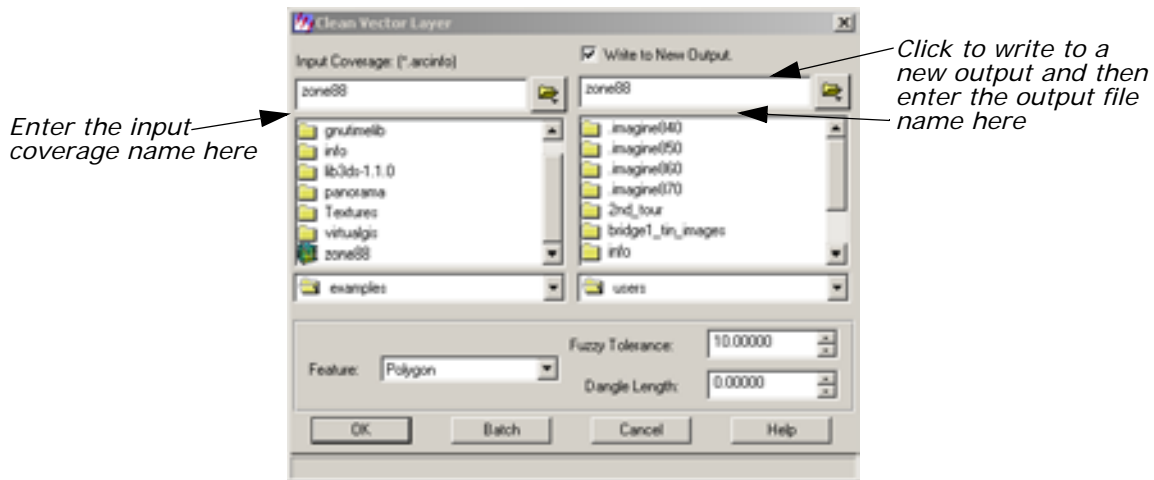 Clean Vector Layer
Input Coverage: (*.arcinfo)
Write to New Output.
zone88
zone88
Enter the input
coverage name here
Click to write to a
new output and then
enter the output file
name here
gnutimelib
info
lib3ds-1.1.0
panorama
Textures
virtualgis
zone88
.imagine840
.imagine850
.imagine860
.imagine870
2nd_tour
bridge1_tin_images
info
examples
users
Feature:
Polygon
Fuzzy Tolerance:
10.00000
Dangle Length:
0.00000
OK
Batch
Cancel
Help